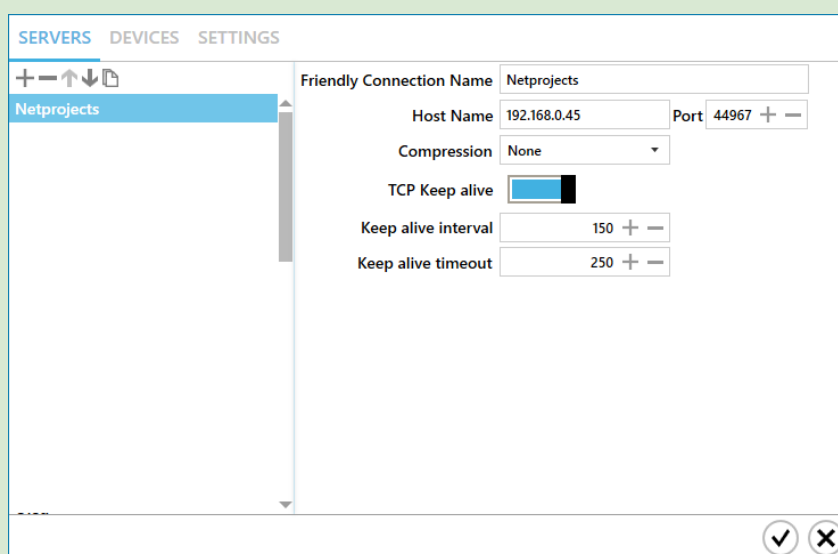 SERVERS DEVICES SETTINGS
Netprojects
Friendly Connection Name Netprojects
Host Name 192.168.0.45 Port 44967
Compression None
TCP Keep alive
Keep alive interval 150
Keep alive timeout 250